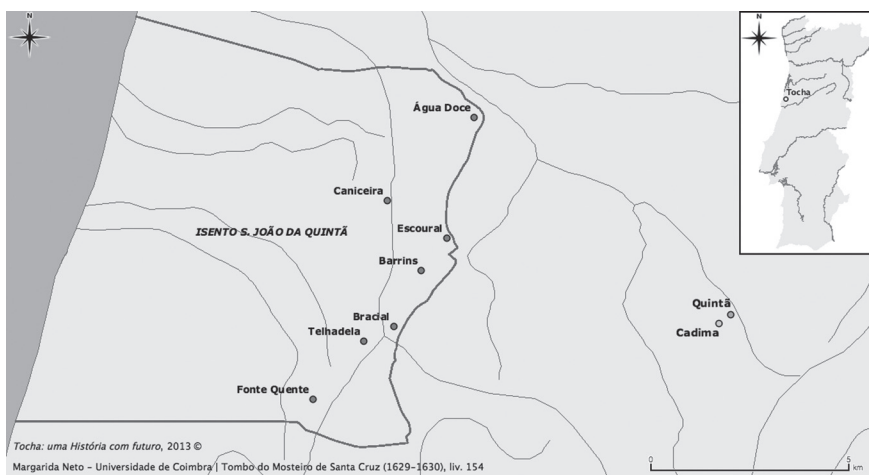 N
N
Tocha
Água Doce
Caniceira
ISENTO S. JOÃO DA QUINTÃ
Escoural
Barrins
Quintã
Bracial
Cadima
Telhadela
Fonte Quente
Tocha: uma História com futuro, 2013 ©
Margarida Neto – Universidade de Coimbra | Tombo do Mosteiro de Santa Cruz (1629-1630), liv. 154
0 5
km